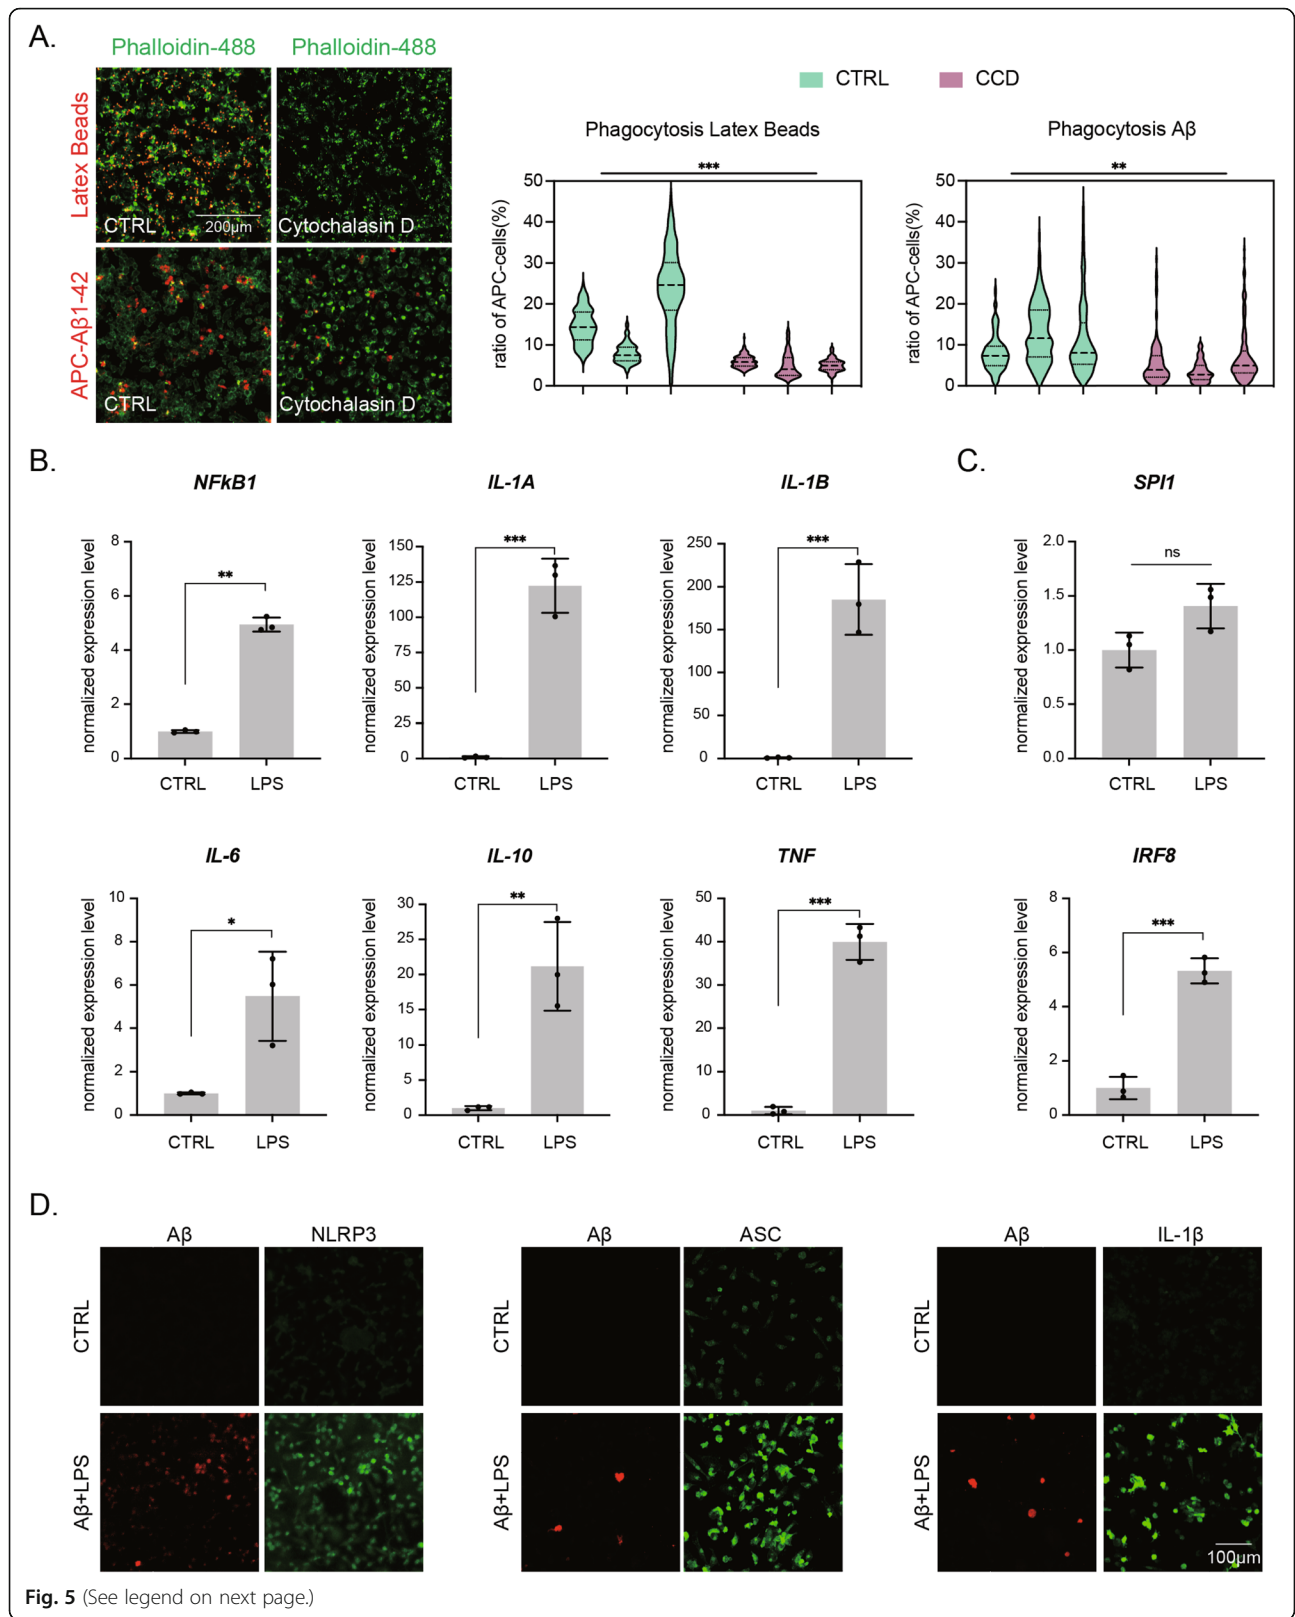 A.
Phalloidin-488 Phalloidin-488
Latex Beads
CTRL 200µm Cytochalasin D
APC-Aβ1-42
CTRL Cytochalasin D
CTRL CCD
Phagocytosis Latex Beads
***
ratio of APC-cells(%)
50
40
30
20
10
0
Phagocytosis Aβ
**
ratio of APC-cells(%)
50
40
30
20
10
0
B.
NFkB1
normalized expression level
8
6
4
2
0
**
CTRL LPS
IL-1A
normalized expression level
150
125
100
75
50
25
0
***
CTRL LPS
IL-1B
normalized expression level
250
200
150
100
50
0
***
CTRL LPS
C.
SPI1
normalized expression level
2.0
1.5
1.0
0.5
0.0
ns
CTRL LPS
IL-6
normalized expression level
10
8
6
4
2
0
*
CTRL LPS
IL-10
normalized expression level
30
25
20
15
10
5
0
**
CTRL LPS
TNF
normalized expression level
50
40
30
20
10
0
***
CTRL LPS
IRF8
normalized expression level
8
6
4
2
0
***
CTRL LPS
D.
Aβ NLRP3
CTRL
Aβ+LPS
Aβ ASC
CTRL
Aβ+LPS
Aβ IL-1β
CTRL
Aβ+LPS
100µm
Fig. 5 (See legend on next page.)